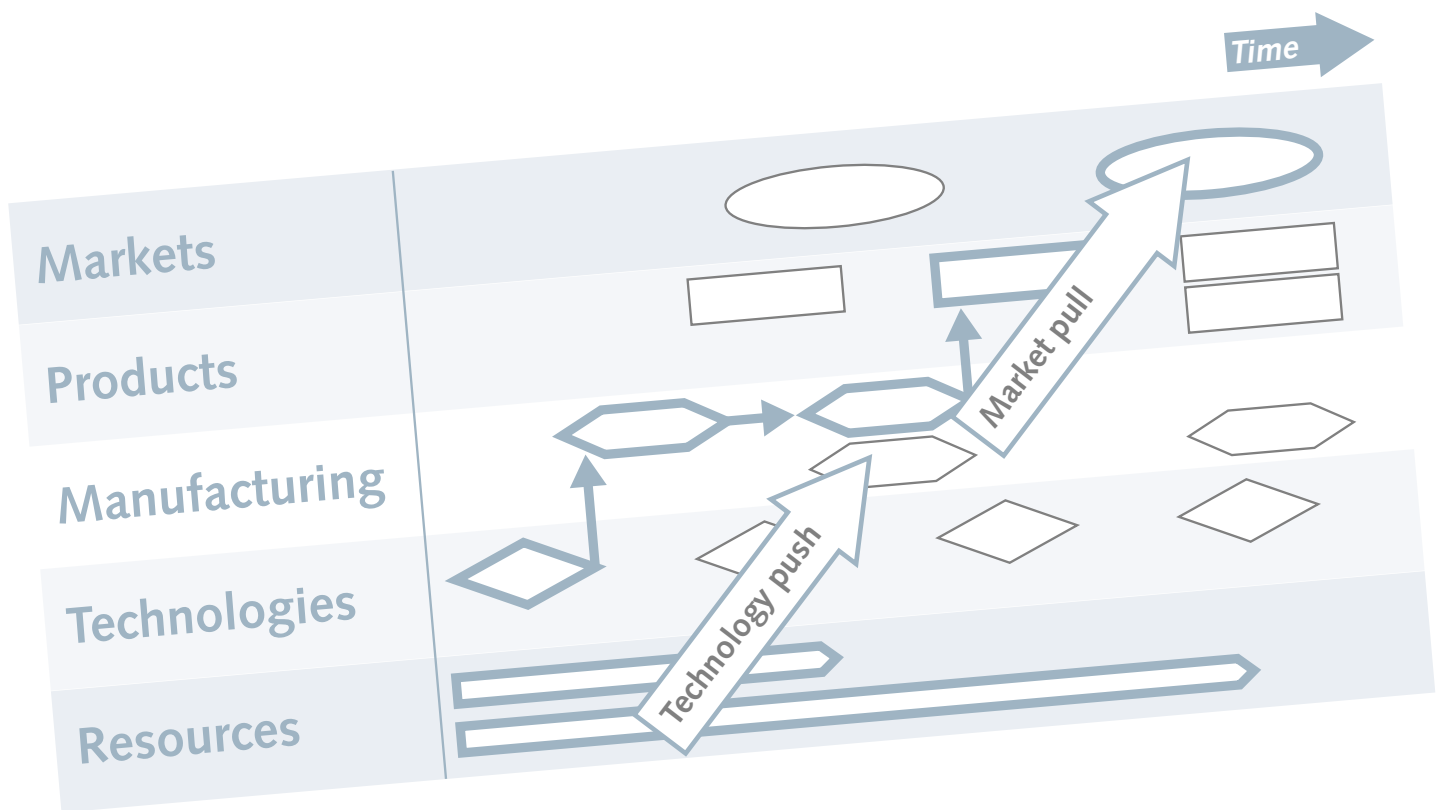 Time
Markets
Products
Manufacturing
Technologies
Resources
Market pull
Technology push